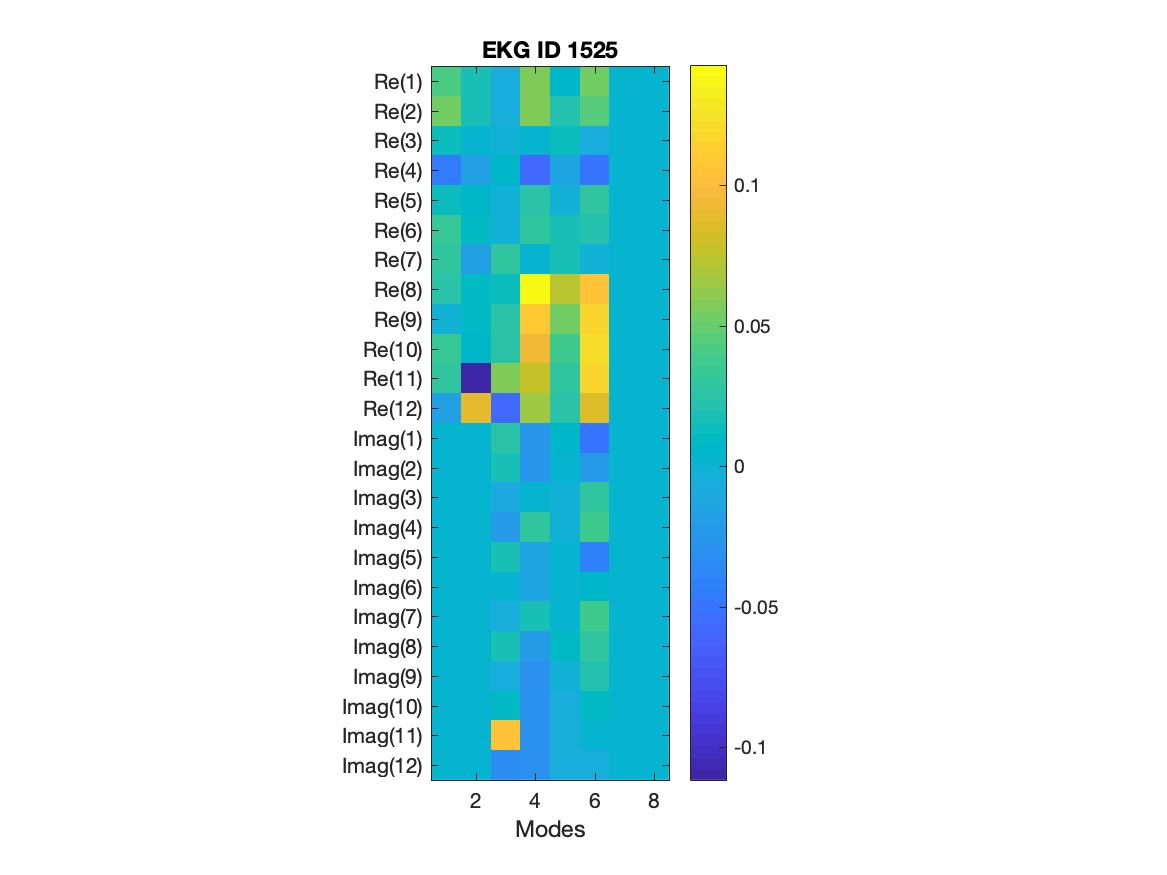 EKG ID 1525
Re(1)
Re(2)
Re(3)
Re(4)
Re(5)
Re(6)
Re(7)
Re(8)
Re(9)
Re(10)
Re(11)
Re(12)
Imag(1)
Imag(2)
Imag(3)
Imag(4)
Imag(5)
Imag(6)
Imag(7)
Imag(8)
Imag(9)
Imag(10)
Imag(11)
Imag(12)
2 4 6 8
Modes
0.1
0.05
0
-0.05
-0.1